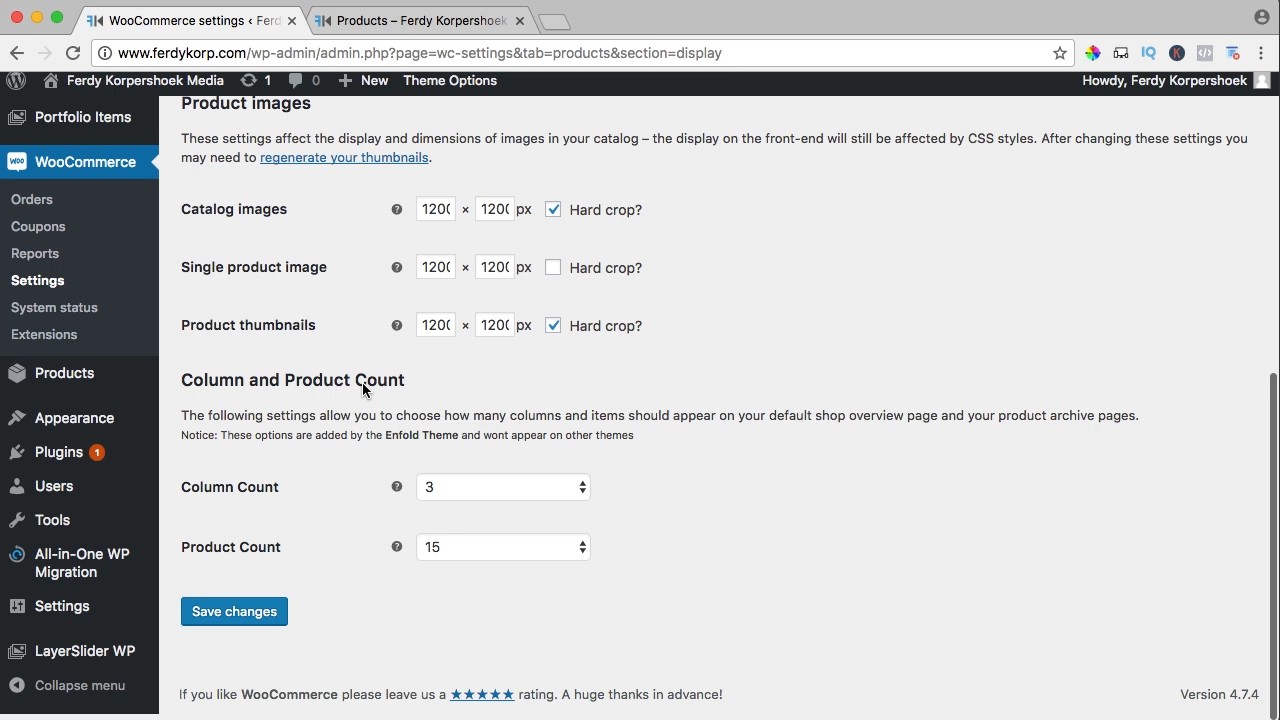 WooCommerce settings ‹ Ferd
Products – Ferdy Korpershoek
www.ferdykorp.com/wp-admin/admin.php?page=wc-settings&tab=products&section=display
Ferdy Korpershoek Media 1 0 New Theme Options Howdy, Ferdy Korpershoek
Portfolio Items
WooCommerce
Orders
Coupons
Reports
Settings
System status
Extensions
Products
Appearance
Plugins 1
Users
Tools
All-in-One WP
Migration
Settings
LayerSlider WP
Collapse menu
Product images
These settings affect the display and dimensions of images in your catalog – the display on the front-end will still be affected by CSS styles. After changing these settings you
may need to regenerate your thumbnails.
Catalog images ? 1200 × 1200 px Hard crop?
Single product image ? 1200 × 1200 px Hard crop?
Product thumbnails ? 1200 × 1200 px Hard crop?
Column and Product Count
The following settings allow you to choose how many columns and items should appear on your default shop overview page and your product archive pages.
Notice: These options are added by the Enfold Theme and wont appear on other themes
Column Count ? 3
Product Count ? 15
Save changes
If you like WooCommerce please leave us a ★★★★★ rating. A huge thanks in advance!
Version 4.7.4